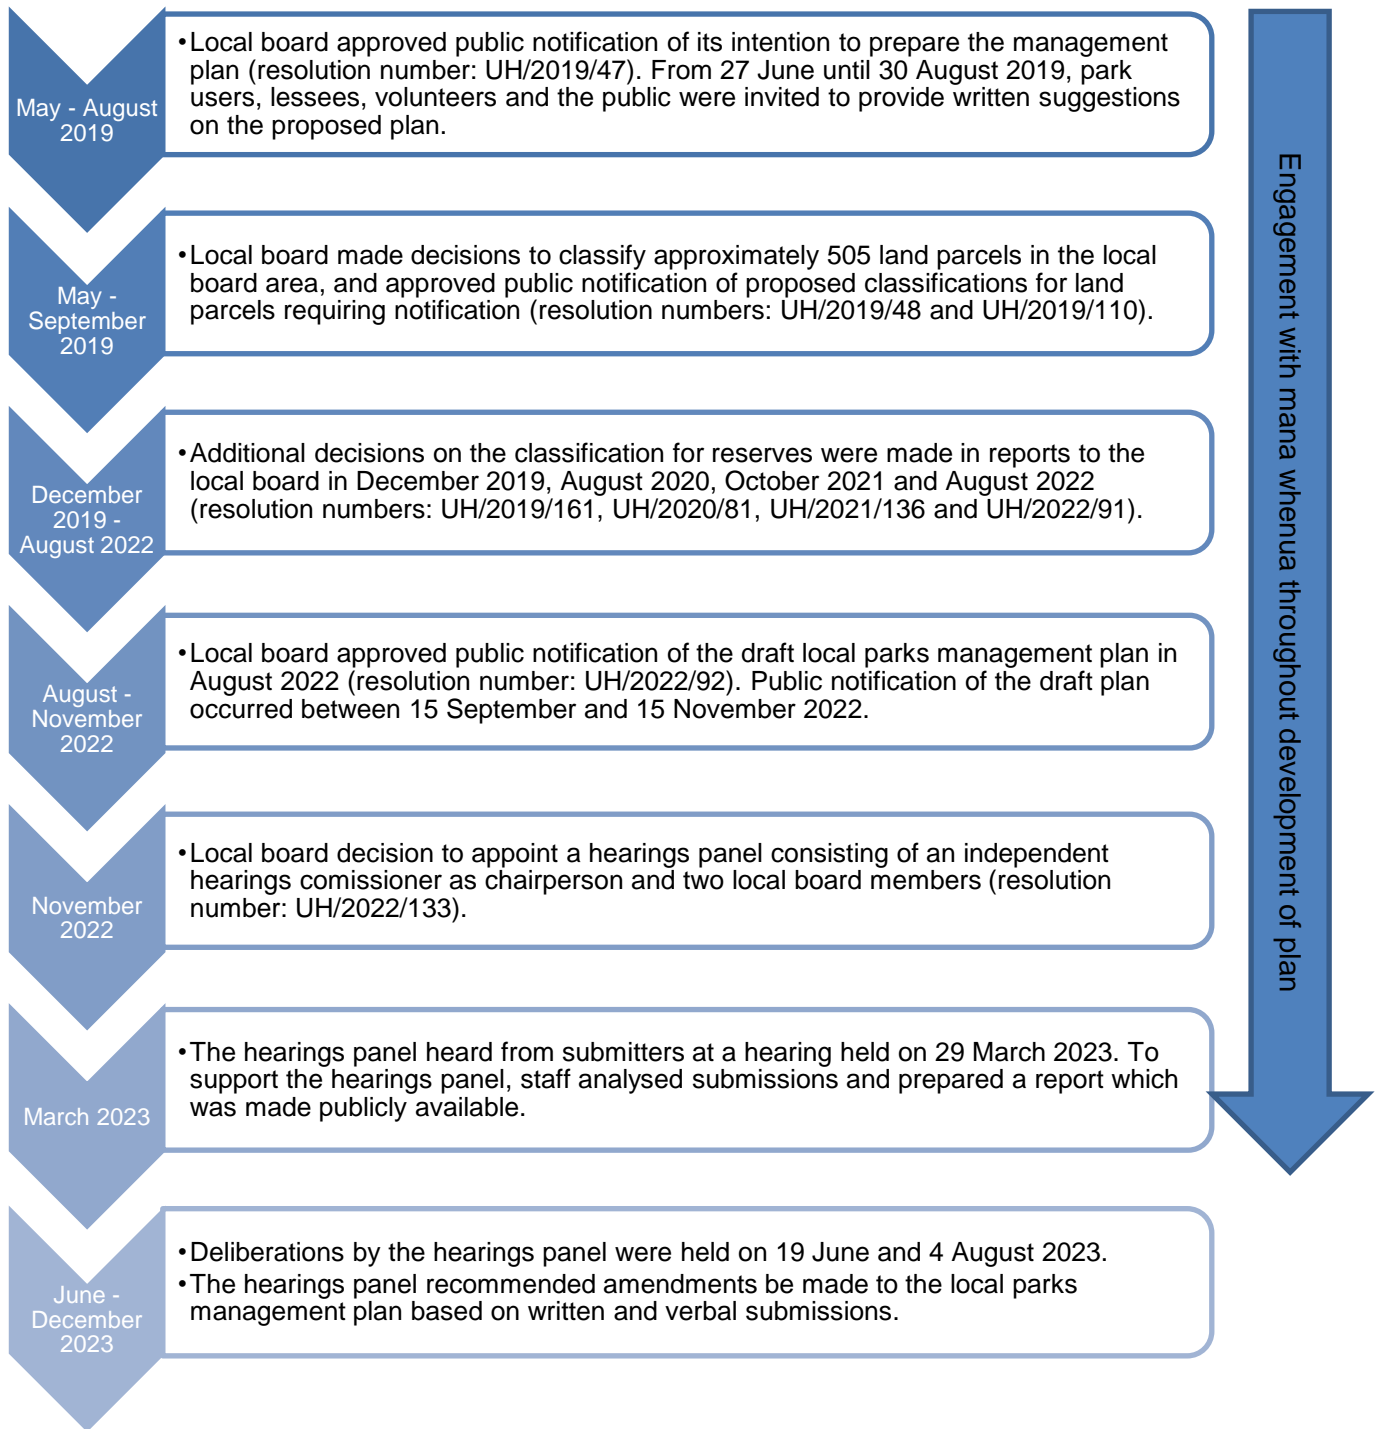 May - August
2019
•Local board approved public notification of its intention to prepare the management
plan (resolution number: UH/2019/47). From 27 June until 30 August 2019, park
users, lessees, volunteers and the public were invited to provide written suggestions
on the proposed plan.
May -
September
2019
•Local board made decisions to classify approximately 505 land parcels in the local
board area, and approved public notification of proposed classifications for land
parcels requiring notification (resolution numbers: UH/2019/48 and UH/2019/110).
December
2019 -
August 2022
•Additional decisions on the classification for reserves were made in reports to the
local board in December 2019, August 2020, October 2021 and August 2022
(resolution numbers: UH/2019/161, UH/2020/81, UH/2021/136 and UH/2022/91).
August -
November
2022
•Local board approved public notification of the draft local parks management plan in
August 2022 (resolution number: UH/2022/92). Public notification of the draft plan
occurred between 15 September and 15 November 2022.
November
2022
•Local board decision to appoint a hearings panel consisting of an independent
hearings comissioner as chairperson and two local board members (resolution
number: UH/2022/133).
March 2023
•The hearings panel heard from submitters at a hearing held on 29 March 2023. To
support the hearings panel, staff analysed submissions and prepared a report which
was made publicly available.
June -
December
2023
•Deliberations by the hearings panel were held on 19 June and 4 August 2023.
•The hearings panel recommended amendments be made to the local parks
management plan based on written and verbal submissions.
Engagement with mana whenua throughout development of plan